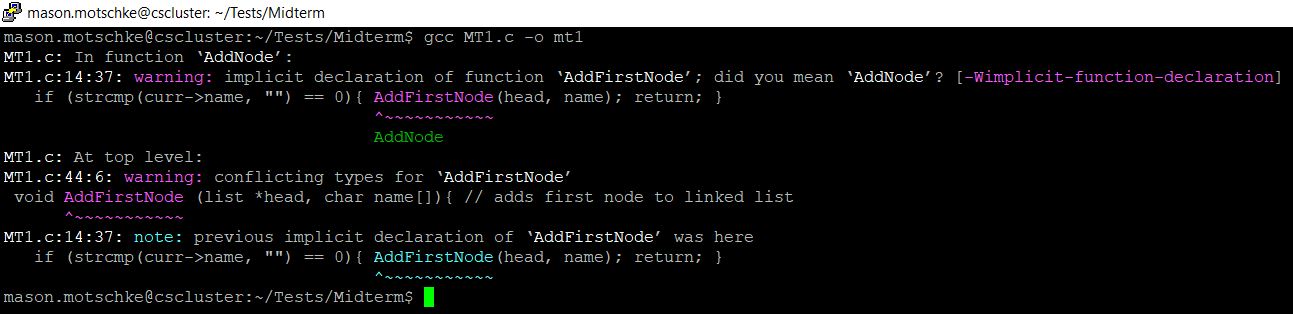 mason.motschke@cscluster: ~/Tests/Midterm
mason.motschke@cscluster:~/Tests/Midterm$ gcc MT1.c -o mt1
MT1.c: In function ‘AddNode’:
MT1.c:14:37: warning: implicit declaration of function ‘AddFirstNode’; did you mean ‘AddNode’? [-Wimplicit-function-declaration]
if (strcmp(curr->name, "") == 0){ AddFirstNode(head, name); return; }
^~~~~~~~~~~~
AddNode
MT1.c: At top level:
MT1.c:44:6: warning: conflicting types for ‘AddFirstNode’
void AddFirstNode (list *head, char name[]){ // adds first node to linked list
^~~~~~~~~~~~
MT1.c:14:37: note: previous implicit declaration of ‘AddFirstNode’ was here
if (strcmp(curr->name, "") == 0){ AddFirstNode(head, name); return; }
^~~~~~~~~~~~
mason.motschke@cscluster:~/Tests/Midterm$